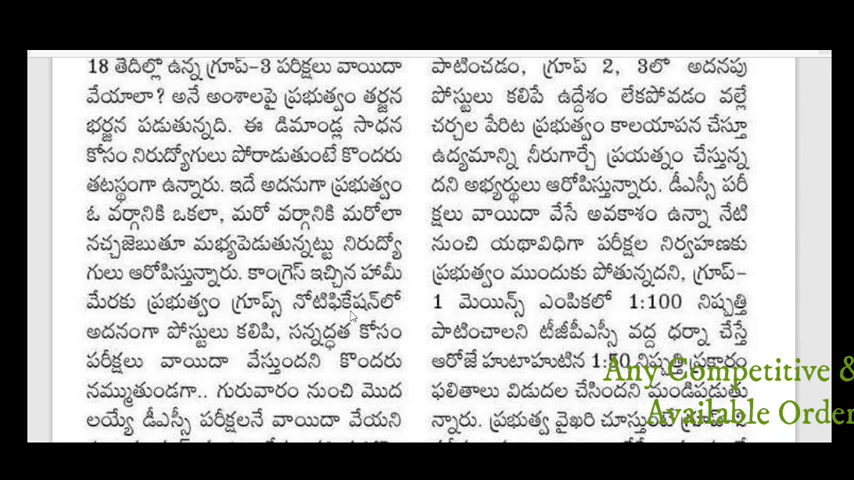 18 తేదీల్లో ఉన్న గ్రూప్-3 పరీక్షలు వాయిదా
వేయాలా? అనే అంశాలపై ప్రభుత్వం తర్జన
భర్జన పడుతున్నది. ఈ డిమాండ్ల సాధన
కోసం నిరుద్యోగులు పోరాడుతుంటే కొందరు
తటస్థంగా ఉన్నారు. ఇదే అదనుగా ప్రభుత్వం
ఓ వర్గానికి ఒకలా, మరో వర్గానికి మరోలా
నచ్చజెబుతూ మభ్యపెడుతున్నట్టు నిరుద్యో
గులు ఆరోపిస్తున్నారు. కాంగ్రెస్ ఇచ్చిన హామీ
మేరకు ప్రభుత్వం గ్రూప్స్ నోటిఫికేషన్‌లో
అదనంగా పోస్టులు కలిపి, సన్నద్ధత కోసం
పరీక్షలు వాయిదా వేస్తుందని కొందరు
నమ్ముతుండగా.. గురువారం నుంచి మొద
లయ్యే డీఎస్సీ పరీక్షలనే వాయిదా వేయని
పాటించడం, గ్రూప్ 2, 3లో అదనపు
పోస్టులు కలిపే ఉద్దేశం లేకపోవడం వల్లే
చర్చల పేరిట ప్రభుత్వం కాలయాపన చేస్తూ
ఉద్యమాన్ని నీరుగార్చే ప్రయత్నం చేస్తున్న
దని అభ్యర్థులు ఆరోపిస్తున్నారు. డీఎస్సీ పరీ
క్షలు వాయిదా వేసే అవకాశం ఉన్నా నేటి
నుంచి యథావిధిగా పరీక్షల నిర్వహణకు
ప్రభుత్వం ముందుకు పోతున్నదని, గ్రూప్-
1 మెయిన్స్ ఎంపికలో 1:100 నిష్పత్తి
పాటించాలని టీజీపీఎస్సీ వద్ద ధర్నా చేస్తే
ఆరోజే హుటాహుటిన 1:50 నిష్పత్తి ప్రకారం
ఫలితాలు విడుదల చేసిందని మండిపడుతు
న్నారు. ప్రభుత్వ వైఖరి చూస్తుంటే గ్రూప్-2
Any Competitive &
Available Order